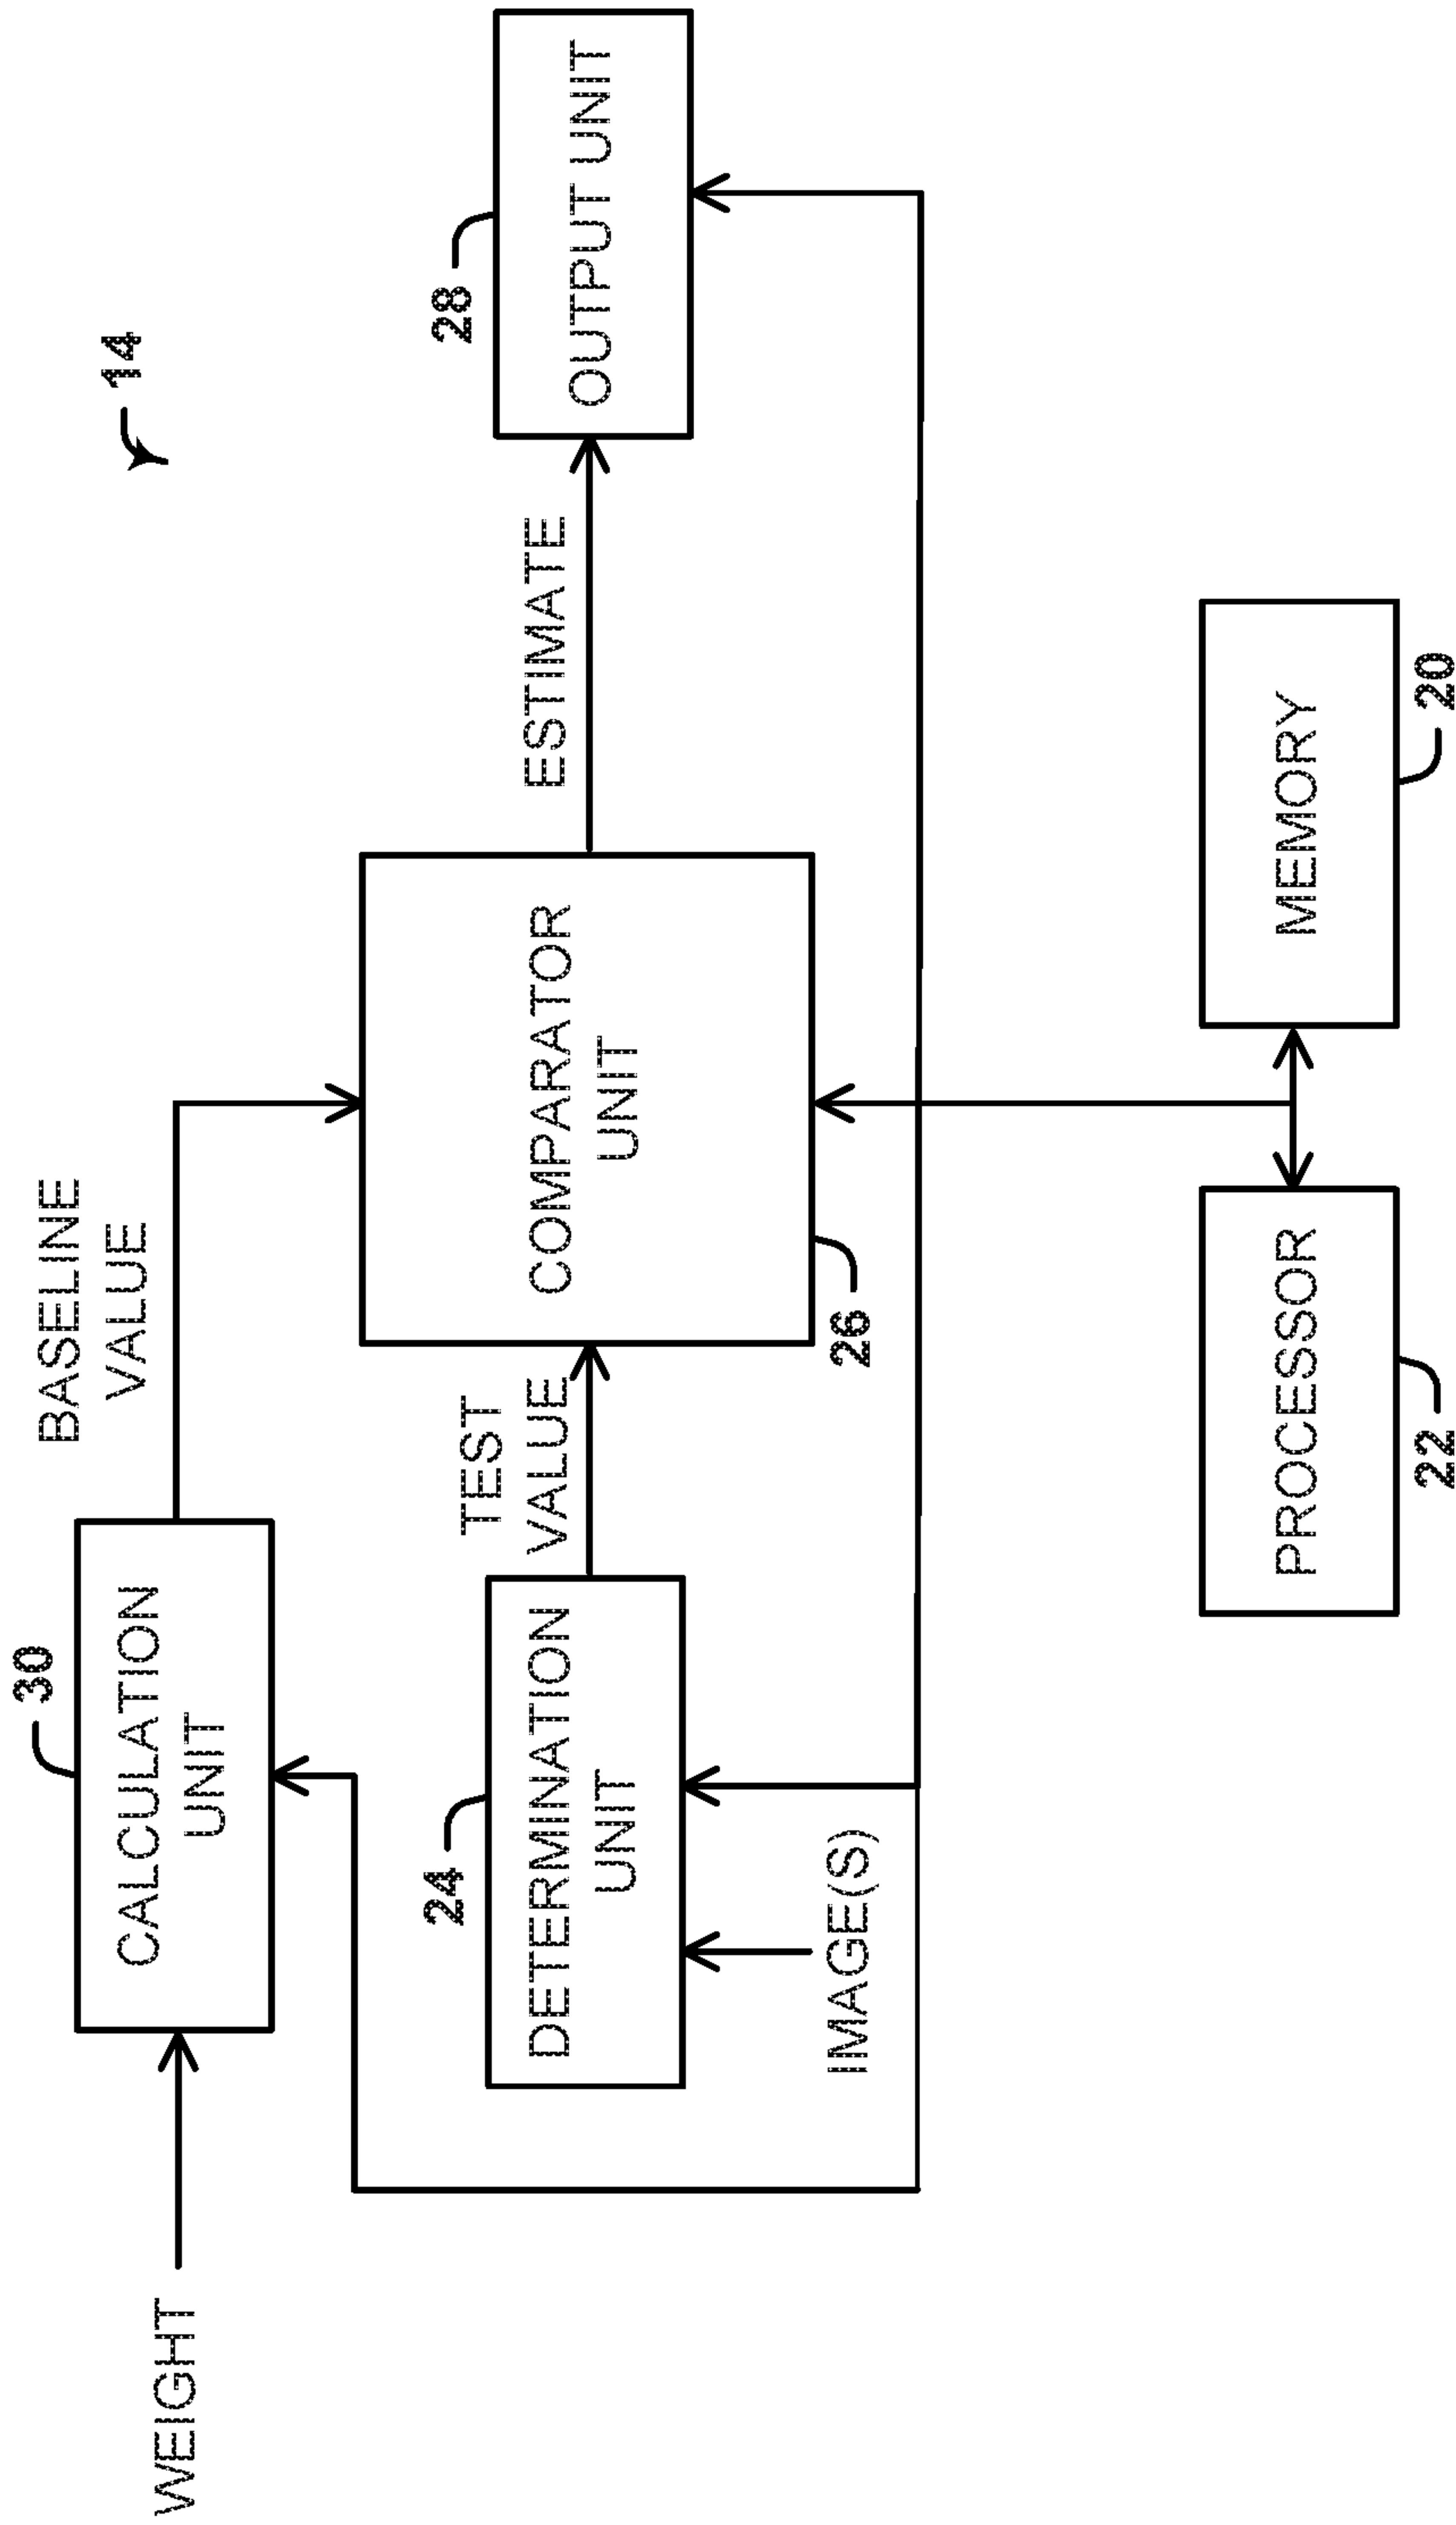 14
30
BASELINE
VALUE
WEIGHT
CALCULATION
UNIT
28
24
TEST
VALUE
ESTIMATE
DETERMINATION
UNIT
COMPARATOR
UNIT
OUTPUT UNIT
IMAGE(S)
26
PROCESSOR
MEMORY
22
20